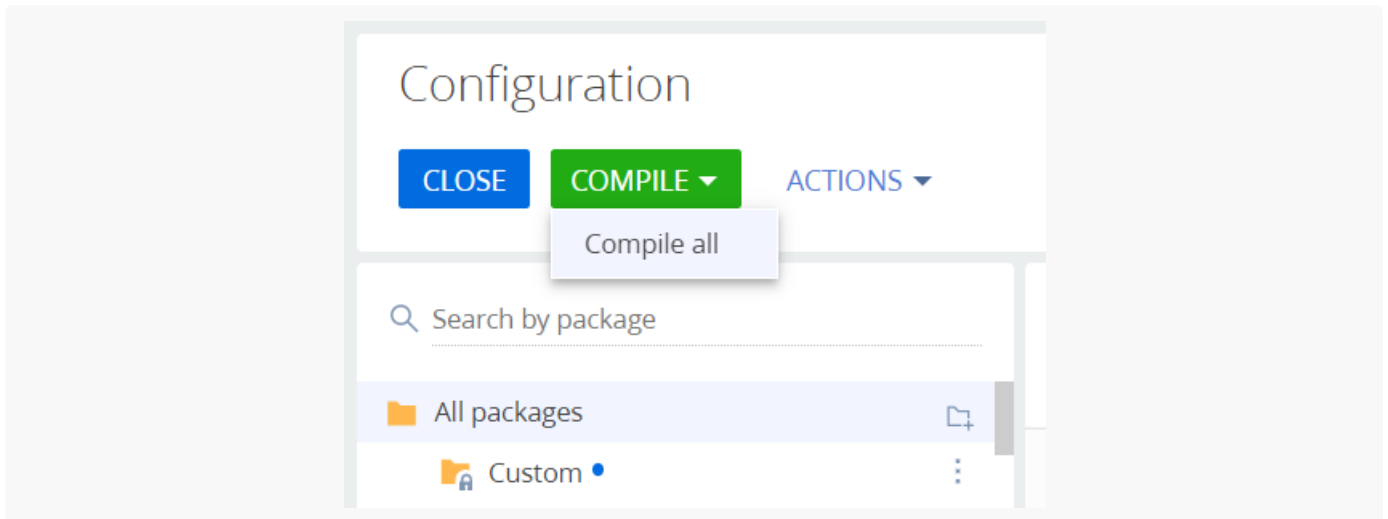 Configuration
CLOSE COMPILE ACTIONS
Compile all
Search by package
All packages
Custom